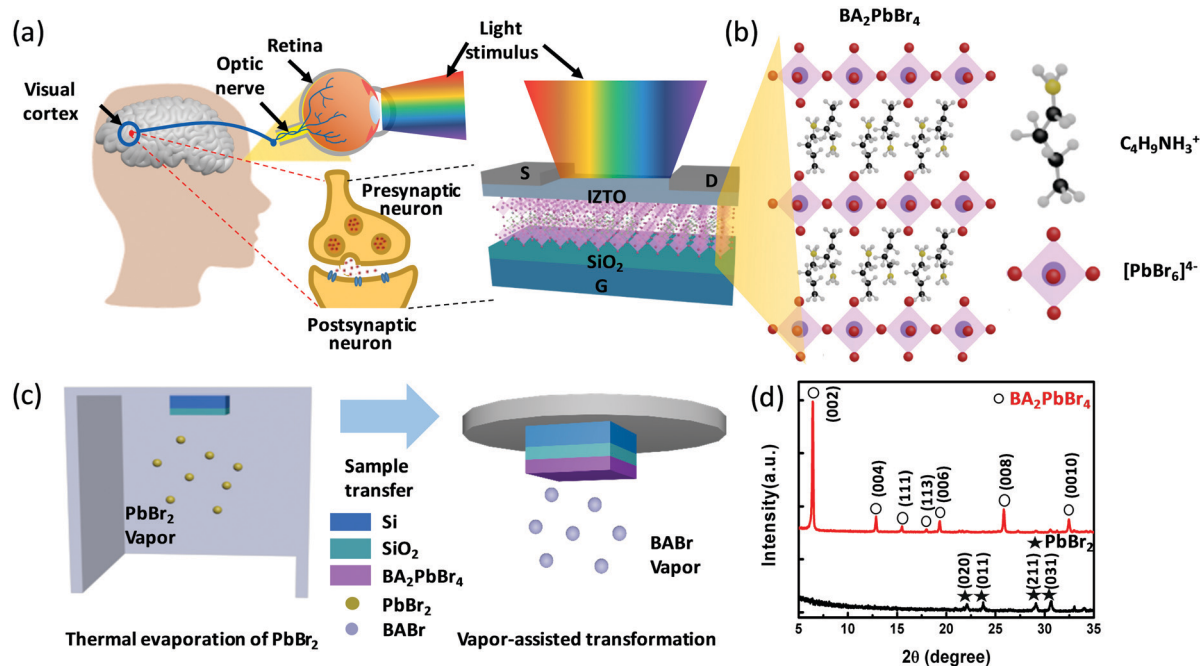 (a)
Visual
cortex
Optic
nerve
Retina
Light
stimulus
Presynaptic
neuron
Postsynaptic
neuron
S
D
IZTO
SiO₂
G
(b)
BA₂PbBr₄
C₄H₉NH₃⁺
[PbBr₆]⁴⁻
(c)
PbBr₂
Vapor
Thermal evaporation of PbBr₂
Sample
transfer
Si
SiO₂
BA₂PbBr₄
PbBr₂
BABr
BABr
Vapor
Vapor-assisted transformation
(d)
BA₂PbBr₄
(002)
(004)
(111)
(113)
(006)
(008)
(0010)
★ PbBr₂
(020)
(011)
(211)
(031)
Intensity(a.u.)
5 10 15 20 25 30 35
2θ (degree)